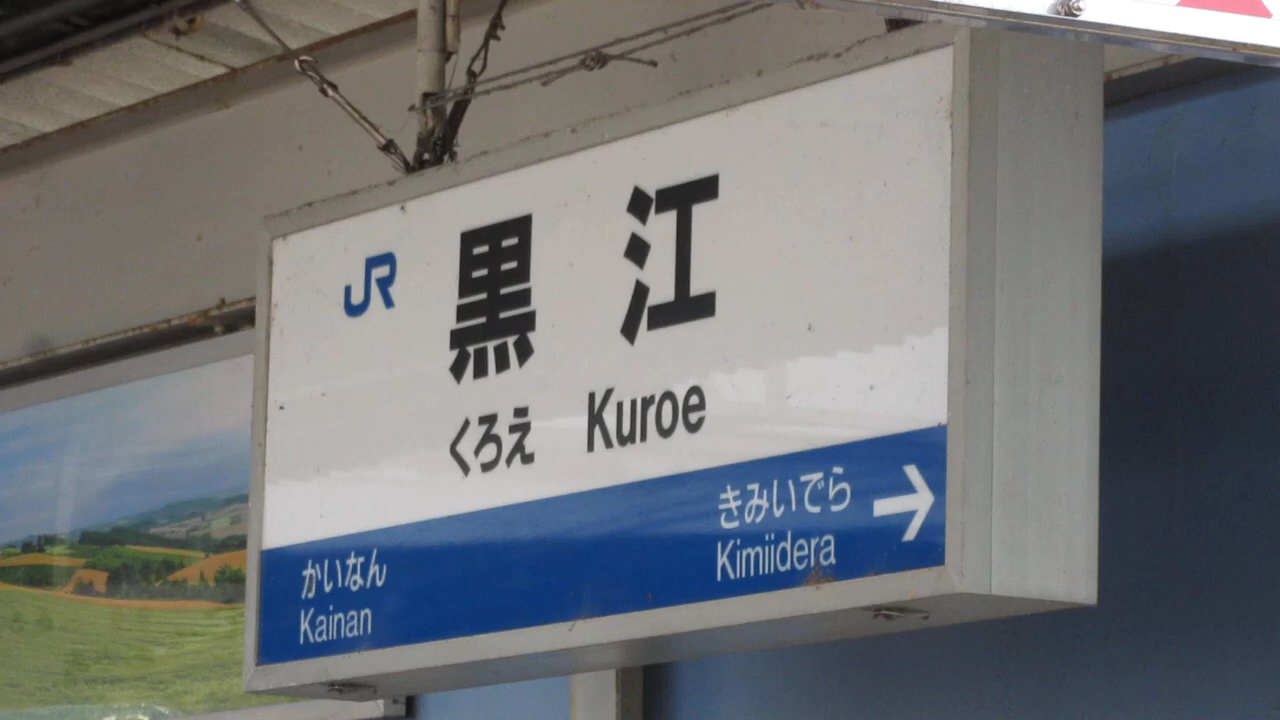 JR 黒江
くろえ Kuroe
かいなん きみいでら →
Kainan Kimiidera